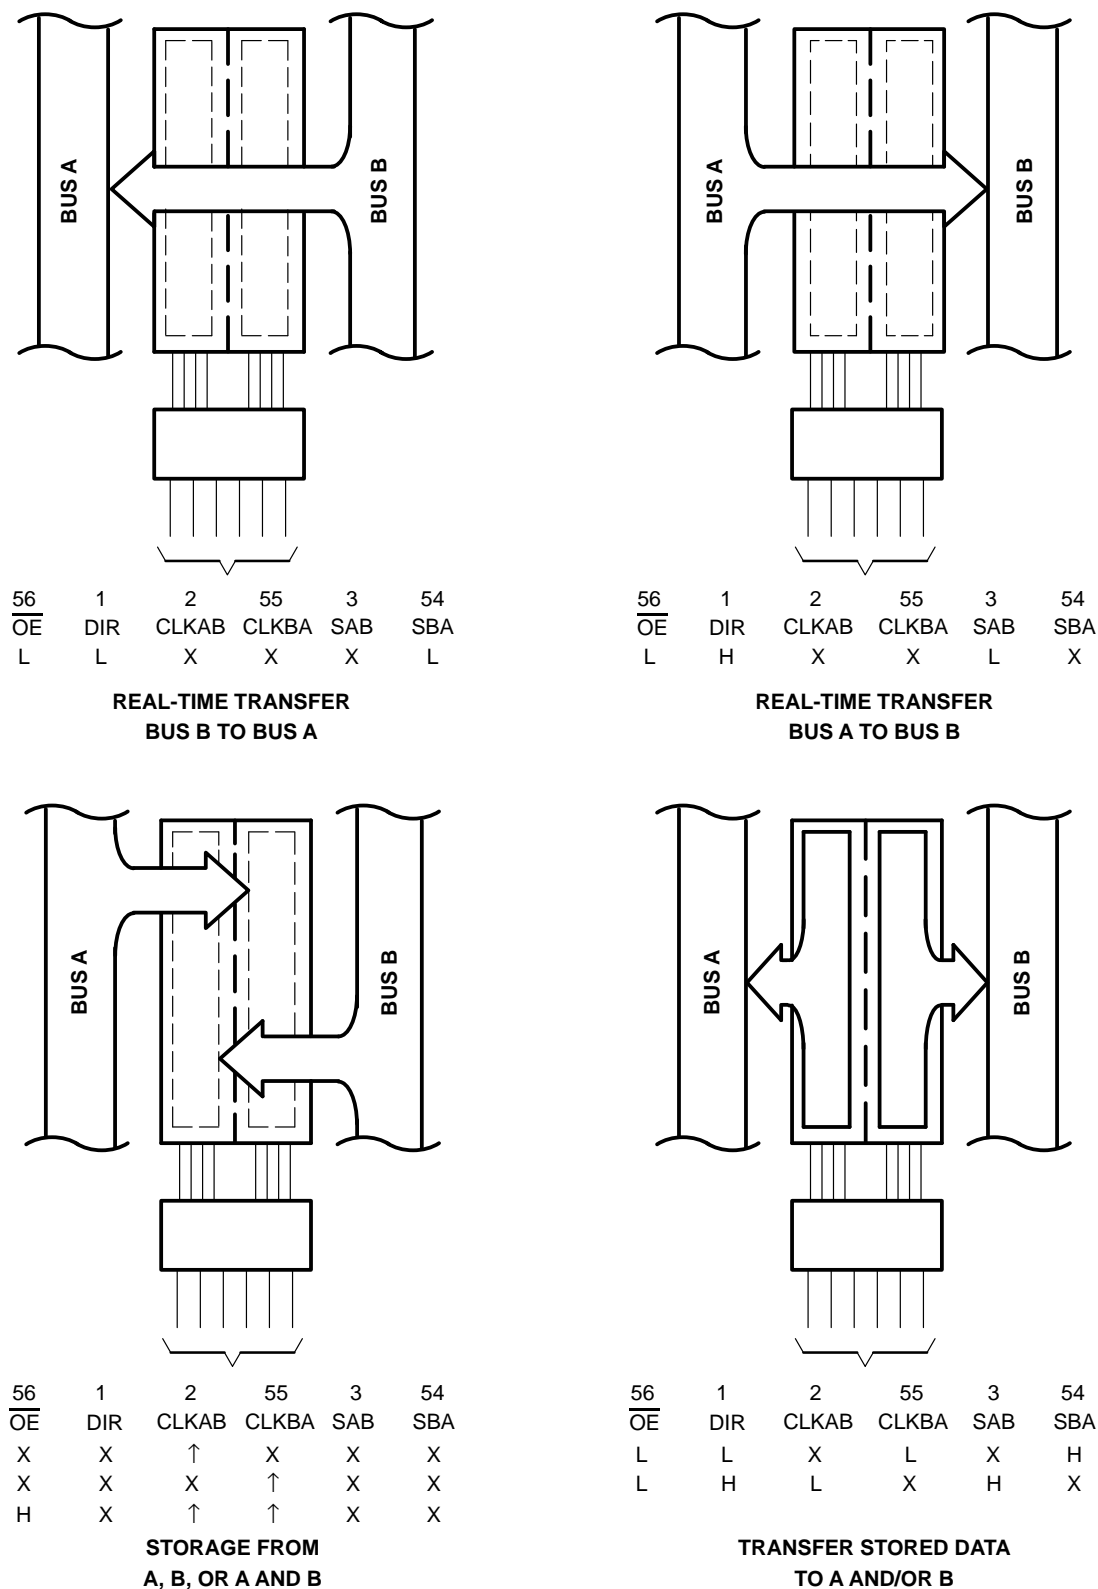 BUS A
BUS B
56 1 2 55 3 54
OE DIR CLKAB CLKBA SAB SBA
L L X X X L
REAL-TIME TRANSFER
BUS B TO BUS A
BUS A
BUS B
56 1 2 55 3 54
OE DIR CLKAB CLKBA SAB SBA
L H X X L X
REAL-TIME TRANSFER
BUS A TO BUS B
BUS A
BUS B
56 1 2 55 3 54
OE DIR CLKAB CLKBA SAB SBA
X X ↑ X X X
X X X ↑ X X
H X ↑ ↑ X X
STORAGE FROM
A, B, OR A AND B
BUS A
BUS B
56 1 2 55 3 54
OE DIR CLKAB CLKBA SAB SBA
L L X L X H
L H L X H X
TRANSFER STORED DATA
TO A AND/OR B